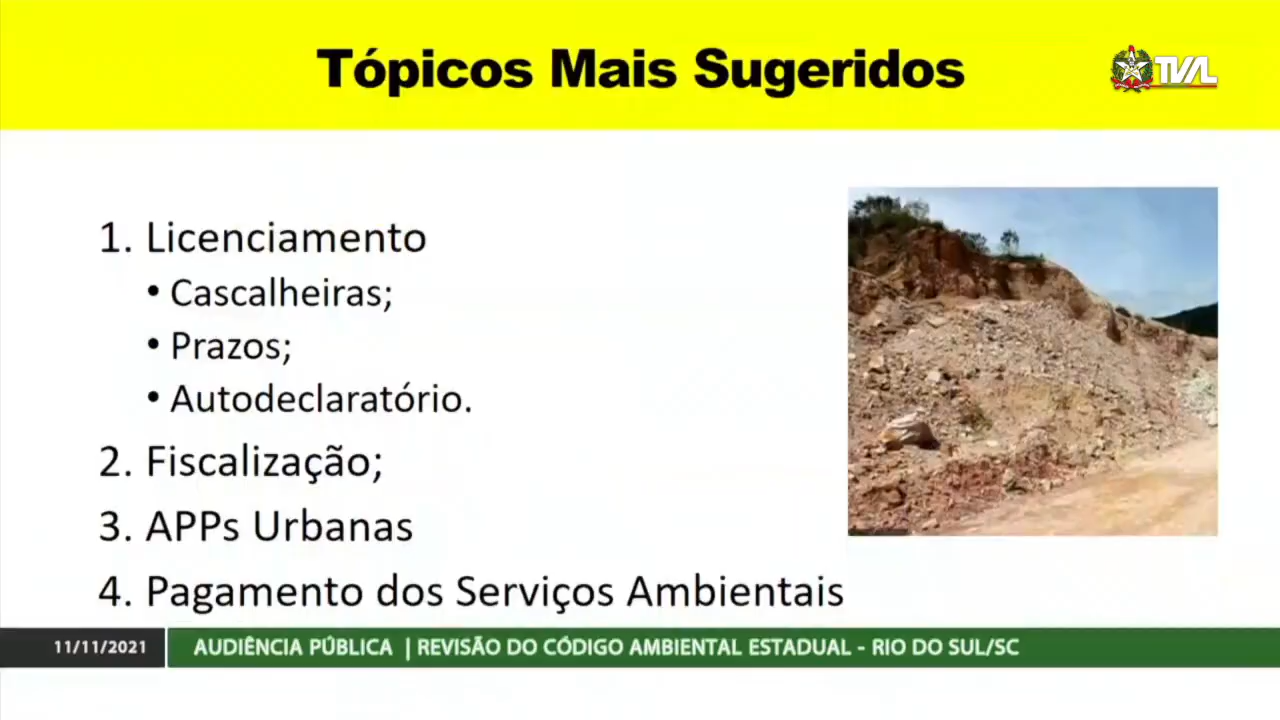 Tópicos Mais Sugeridos
TVAL
1. Licenciamento
• Cascalheiras;
• Prazos;
• Autodeclaratório.
2. Fiscalização;
3. APPs Urbanas
4. Pagamento dos Serviços Ambientais
11/11/2021
AUDIÊNCIA PÚBLICA | REVISÃO DO CÓDIGO AMBIENTAL ESTADUAL - RIO DO SUL/SC